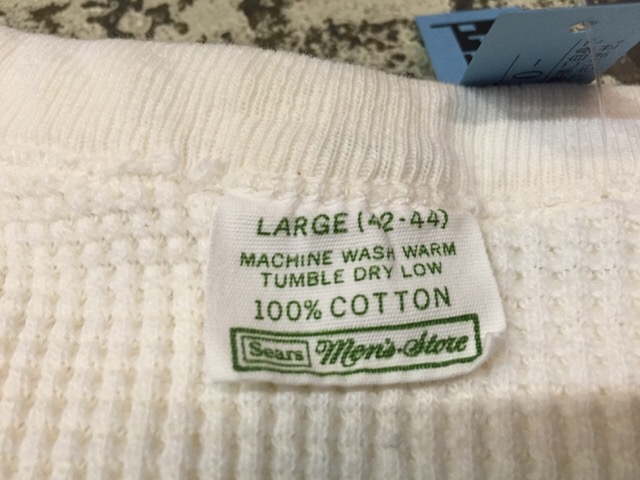 LARGE (42-44)
MACHINE WASH WARM
TUMBLE DRY LOW
100% COTTON
Sears Men's-Store